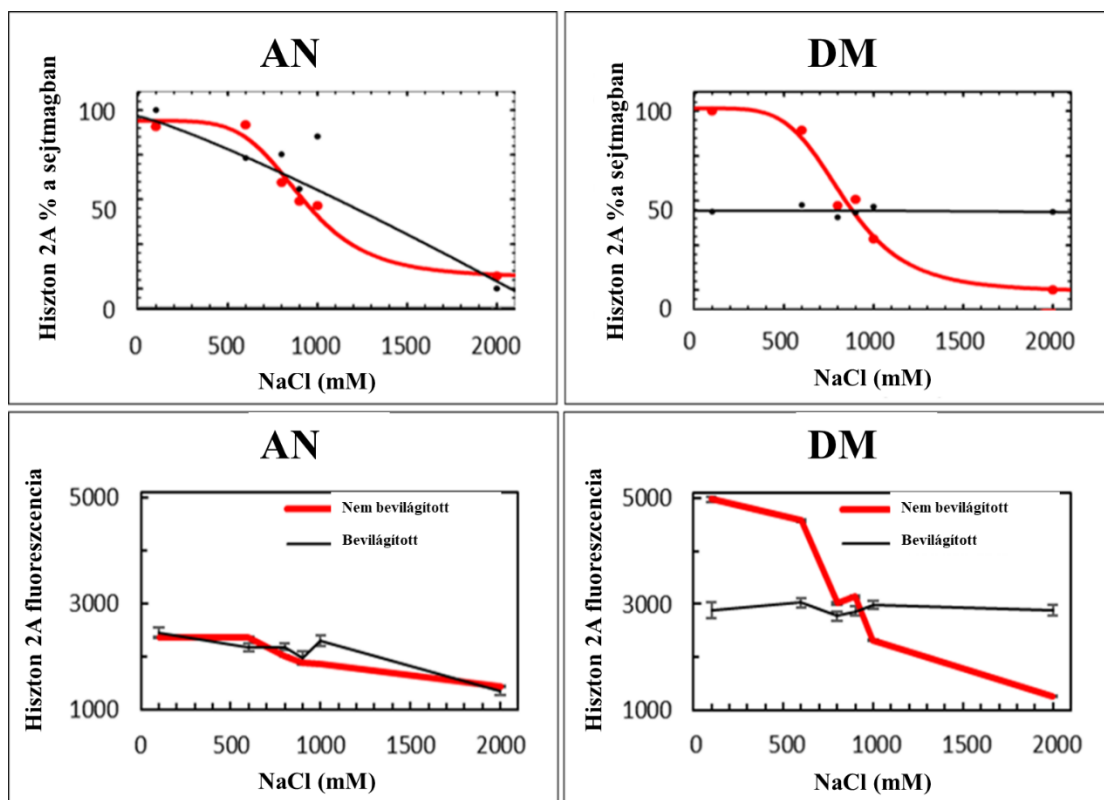 AN
Hiszton 2A % a sejtmagban
100
50
0
0 500 1000 1500 2000
NaCl (mM)
DM
Hiszton 2A %a sejtmagban
100
50
0
0 500 1000 1500 2000
NaCl (mM)
AN
Hiszton 2A fluoreszcencia
5000
3000
1000
Nem bevilágított
Bevilágított
0 500 1000 1500 2000
NaCl (mM)
DM
Hiszton 2A fluoreszcencia
5000
3000
1000
Nem bevilágított
Bevilágított
0 500 1000 1500 2000
NaCl (mM)